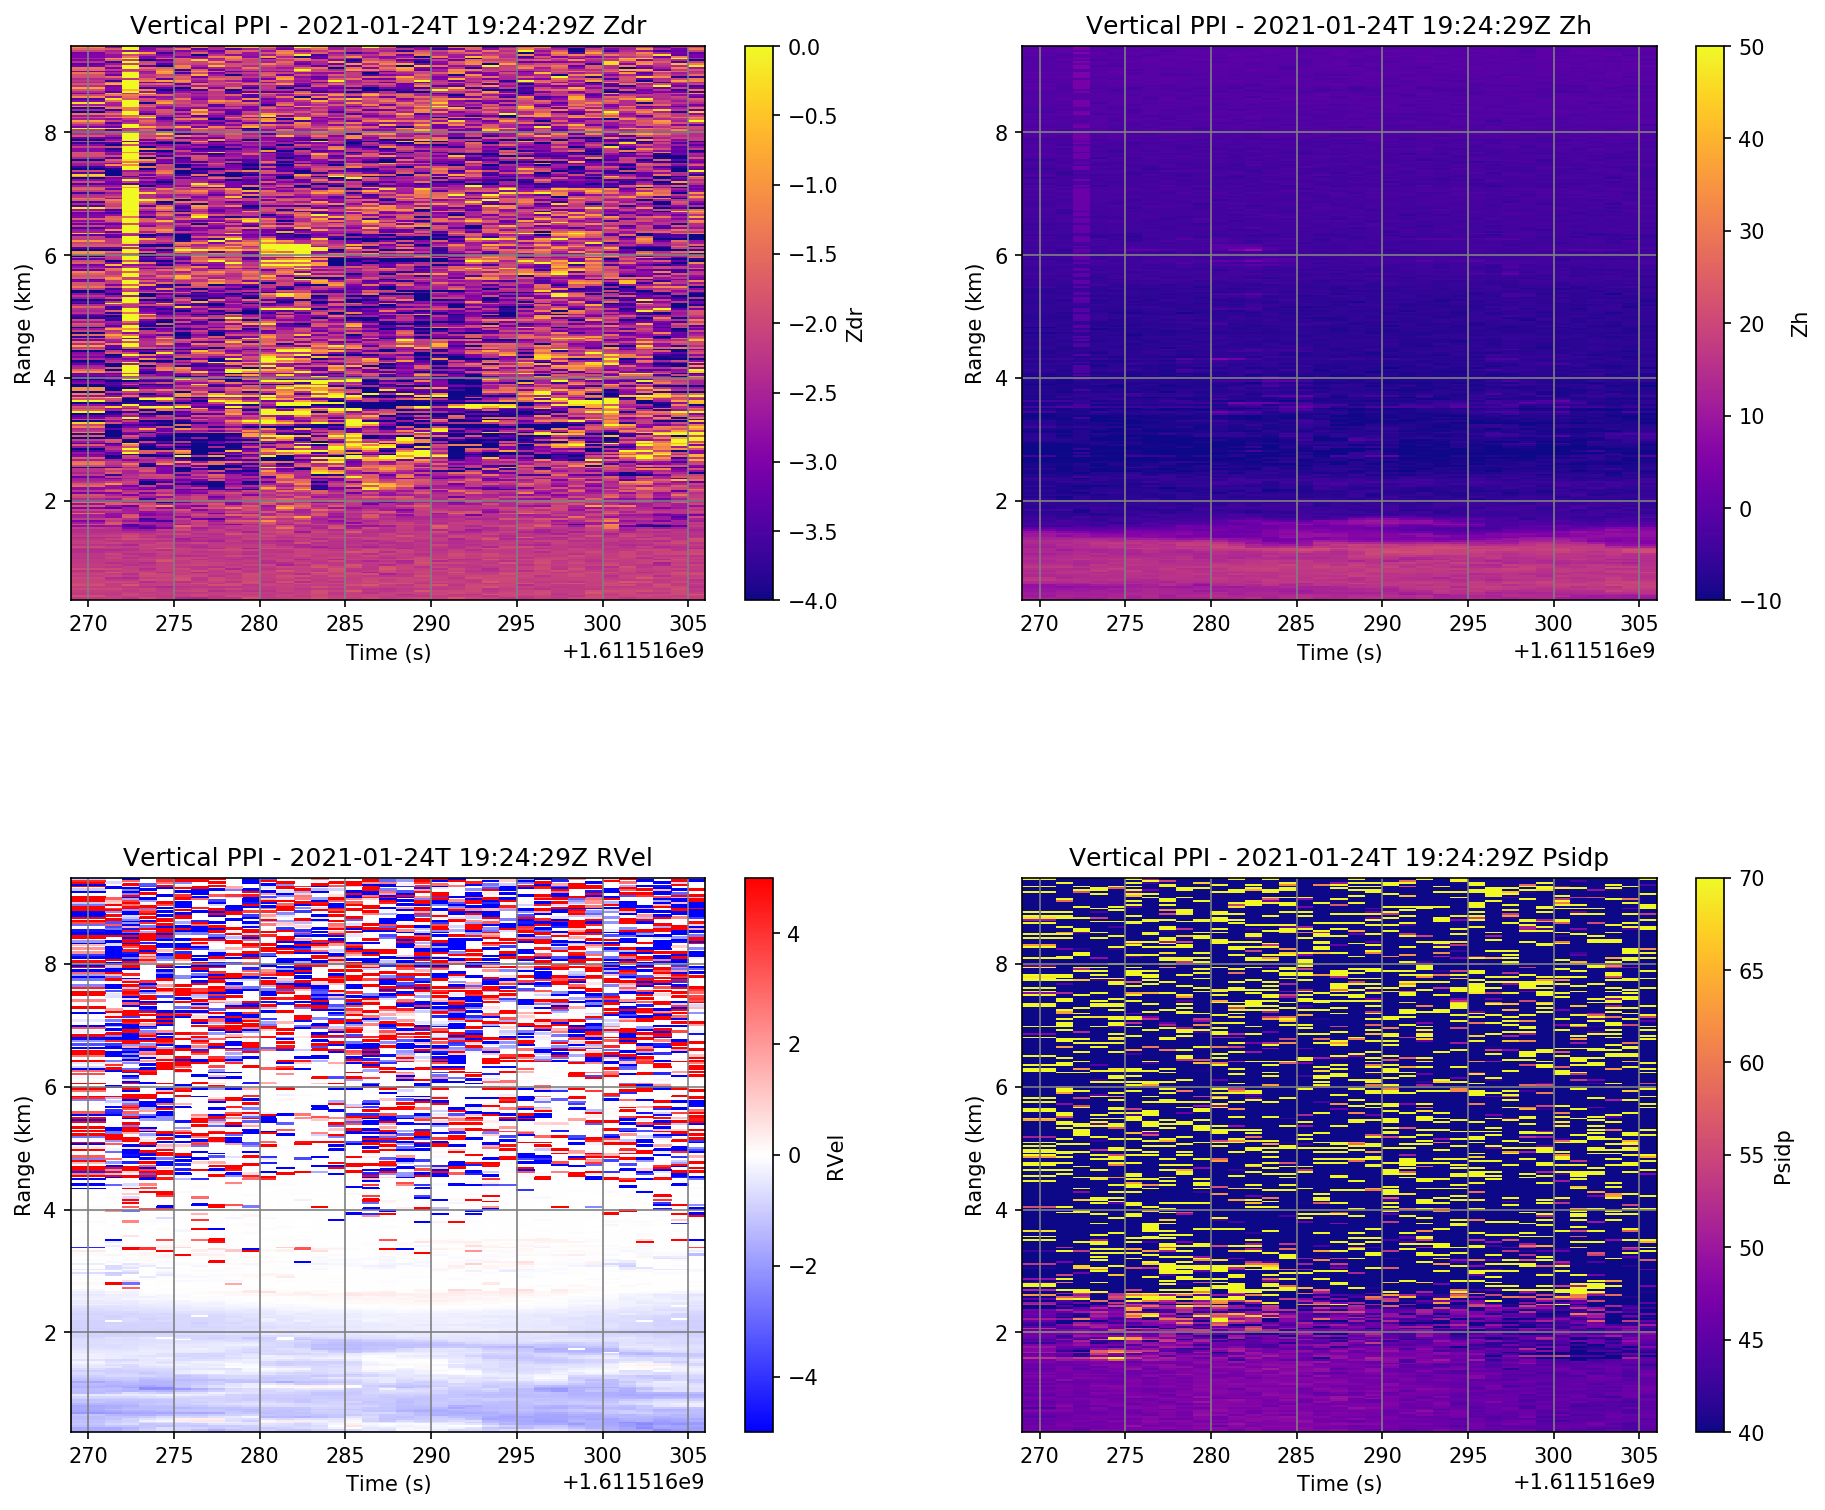 Vertical PPI - 2021-01-24T 19:24:29Z Zdr
8
6
4
2
Range (km)
270 275 280 285 290 295 300 305
Time (s)
+1.611516e9
0.0
−0.5
−1.0
−1.5
−2.0
−2.5
−3.0
−3.5
−4.0
Zdr
Vertical PPI - 2021-01-24T 19:24:29Z Zh
8
6
4
2
Range (km)
270 275 280 285 290 295 300 305
Time (s)
+1.611516e9
50
40
30
20
10
0
−10
Zh
Vertical PPI - 2021-01-24T 19:24:29Z RVel
8
6
4
2
Range (km)
270 275 280 285 290 295 300 305
Time (s)
+1.611516e9
4
2
0
−2
−4
RVel
Vertical PPI - 2021-01-24T 19:24:29Z Psidp
8
6
4
2
Range (km)
270 275 280 285 290 295 300 305
Time (s)
+1.611516e9
70
65
60
55
50
45
40
Psidp